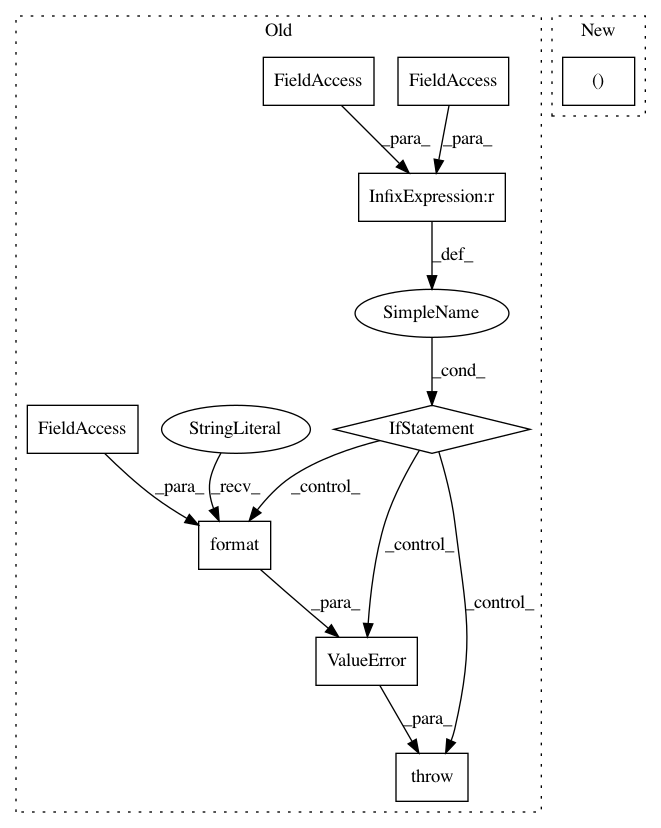 Old
New
FieldAccess
FieldAccess
()
_para_
_para_
InfixExpression:r
_def_
SimpleName
_cond_
FieldAccess
StringLiteral
IfStatement
_para_
_recv_
_control_
format
_control_
_control_
_para_
ValueError
_para_
throw